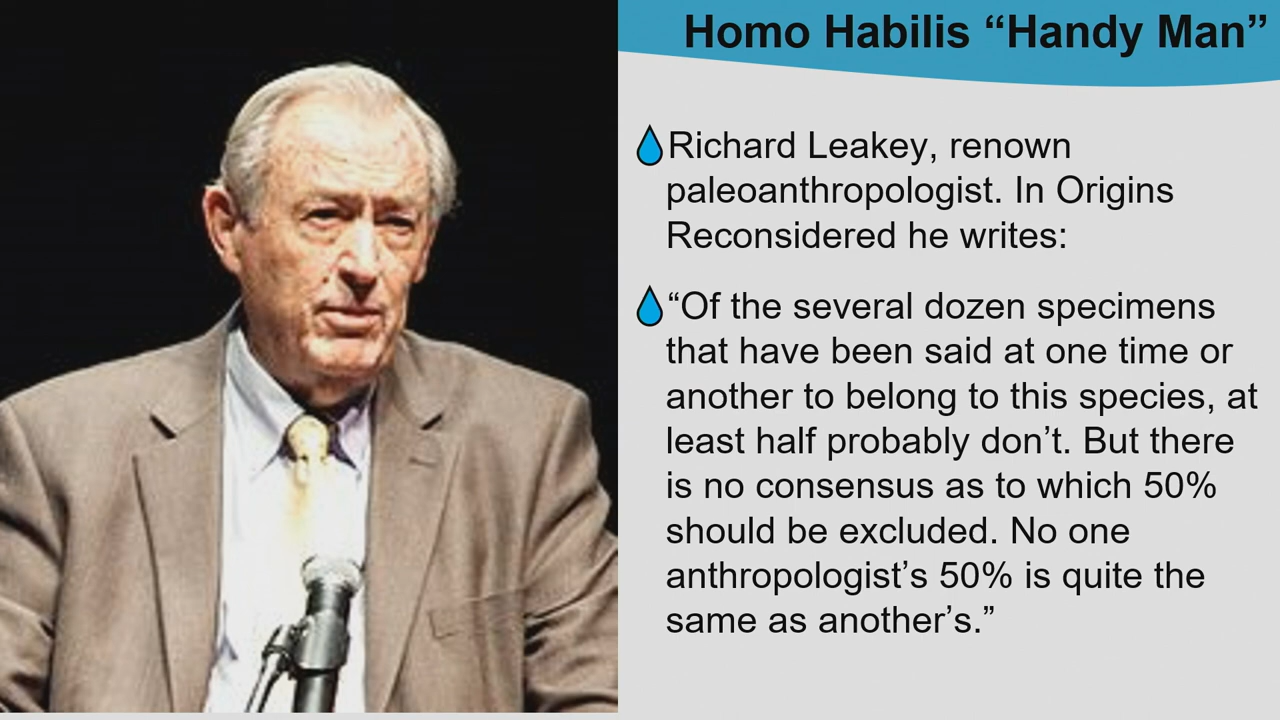 Homo Habilis “Handy Man”
Richard Leakey, renown
paleoanthropologist. In Origins
Reconsidered he writes:
“Of the several dozen specimens
that have been said at one time or
another to belong to this species, at
least half probably don’t. But there
is no consensus as to which 50%
should be excluded. No one
anthropologist’s 50% is quite the
same as another’s.”